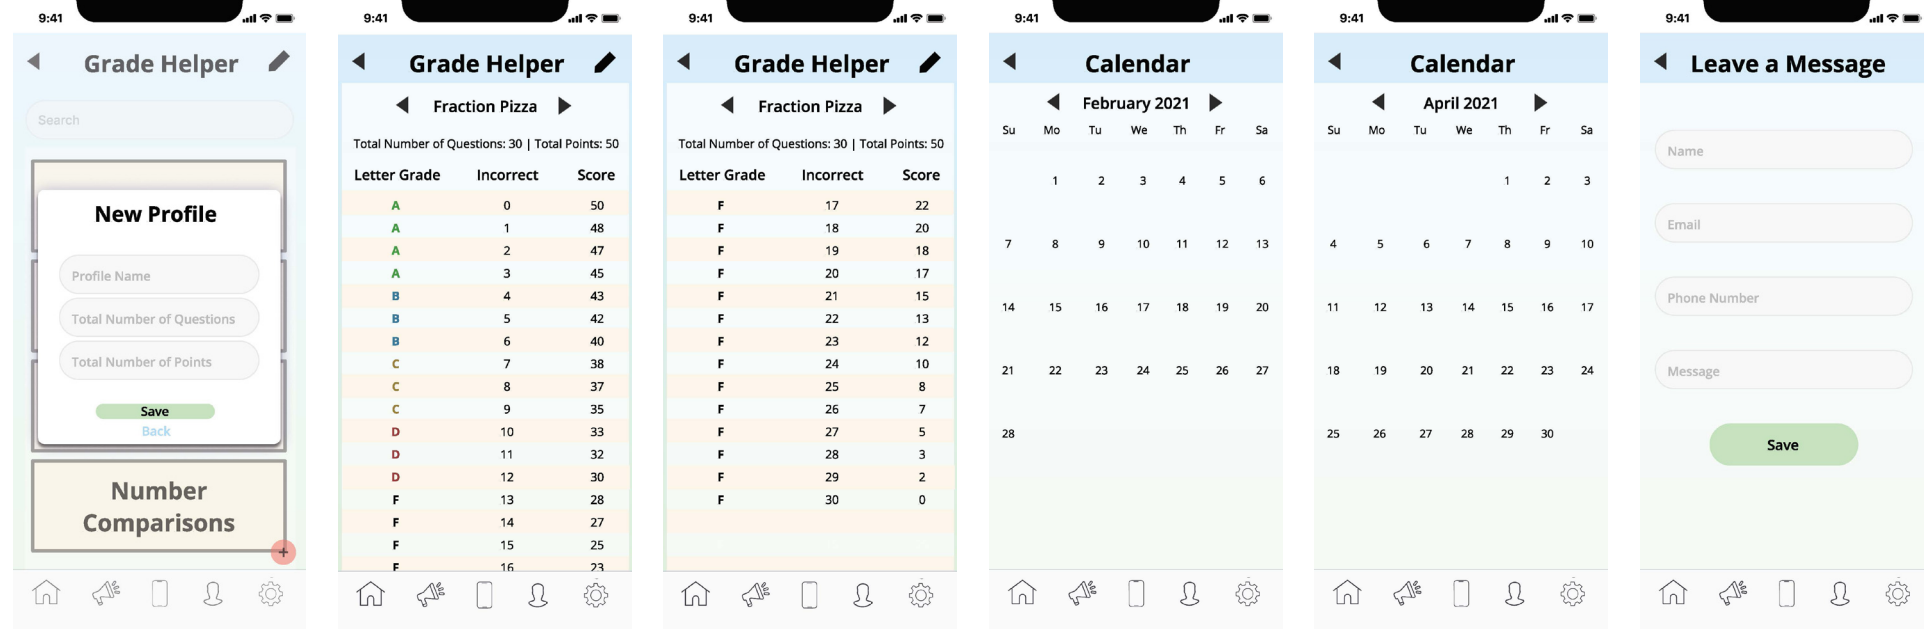 9:41
Grade Helper
Search
New Profile
Profile Name
Total Number of Questions
Total Number of Points
Save
Back
Number
Comparisons
+
9:41
Grade Helper
Fraction Pizza
Total Number of Questions: 30 | Total Points: 50
Letter Grade Incorrect Score
A 0 50
A 1 48
A 2 47
A 3 45
B 4 43
B 5 42
B 6 40
C 7 38
C 8 37
C 9 35
D 10 33
D 11 32
D 12 30
F 13 28
F 14 27
F 15 25
F 16 23
9:41
Grade Helper
Fraction Pizza
Total Number of Questions: 30 | Total Points: 50
Letter Grade Incorrect Score
F 17 22
F 18 20
F 19 18
F 20 17
F 21 15
F 22 13
F 23 12
F 24 10
F 25 8
F 26 7
F 27 5
F 28 3
F 29 2
F 30 0
9:41
Calendar
February 2021
Su Mo Tu We Th Fr Sa
1 2 3 4 5 6
7 8 9 10 11 12 13
14 15 16 17 18 19 20
21 22 23 24 25 26 27
28
9:41
Calendar
April 2021
Su Mo Tu We Th Fr Sa
1 2 3
4 5 6 7 8 9 10
11 12 13 14 15 16 17
18 19 20 21 22 23 24
25 26 27 28 29 30
9:41
Leave a Message
Name
Email
Phone Number
Message
Save